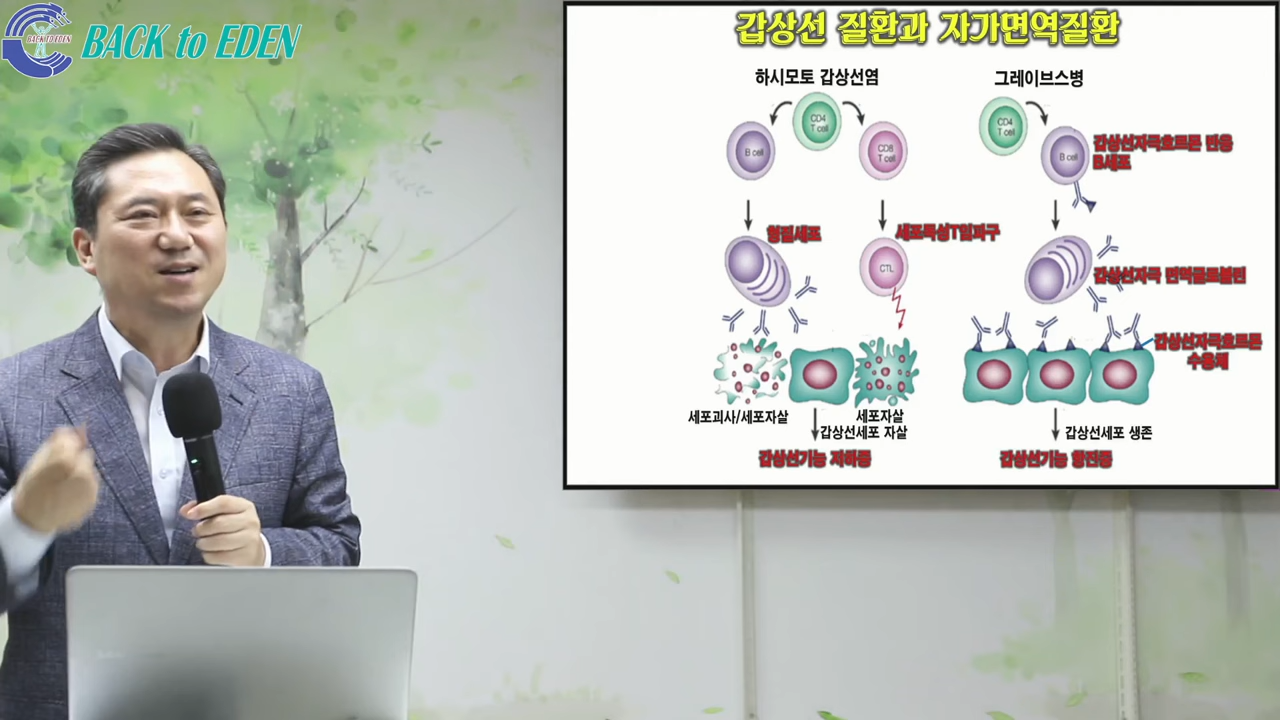 BACK TO EDEN
BACK to EDEN
갑상선 질환과 자가면역질환
하시모토 갑상선염
그레이브스병
CD4
T cell
B cell
CD8
T cell
CD4
T cell
B cell
갑상선자극호르몬 반응
B세포
형질세포
세포독성T임파구
CTL
갑상선자극 면역글로불린
갑상선자극호르몬
수용체
세포괴사/세포자살
세포자살
갑상선세포 자살
갑상선세포 생존
갑상선기능 저하증
갑상선기능 항진증